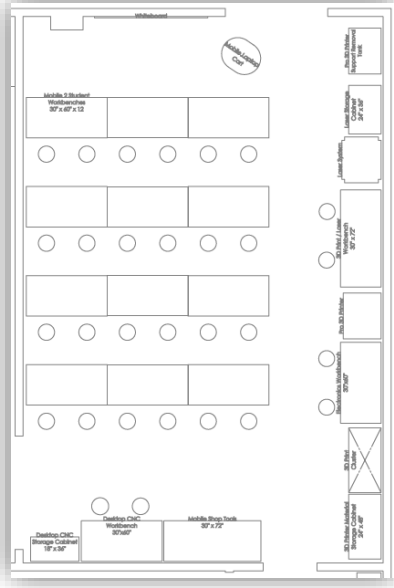 Whiteboard
Mobile Laptop
Cart
Mobile 2 Student
Workbenches
30" x 60" x 12
Pro 3D Printer
Support Removal
Tank
Laser Storage
Cabinet
24" x 36"
Laser System
3D Print / Laser
Workbench
30" x 72"
Pro 3D Printer
Electronics Workbench
30"x60"
3D Print
Cluster
3D Printer Material
Storage Cabinet
24" x 48"
Desktop CNC
Workbench
30"x60"
Mobile Shop Tools
30" x 72"
Desktop CNC
Storage Cabinet
18" x 36"